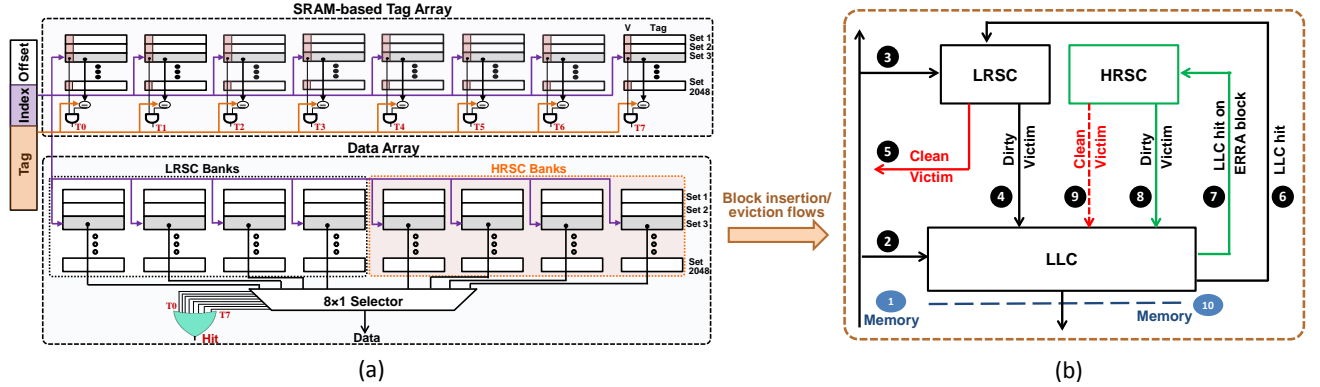 SRAM-based Tag Array
Offset
Index
Tag
V Tag
Set 1
Set 2
Set 3
Set
2048
T0 T1 T2 T3 T4 T5 T6 T7
Data Array
LRSC Banks HRSC Banks
Set 1
Set 2
Set 3
Set
2048
8x1 Selector
T0
T7
Hit
Data
(a)
Block insertion/
eviction flows
3
LRSC HRSC
5
Clean
Victim
Dirty
Victim
4
Clean
Victim
9
Dirty
Victim
8
LLC hit on
ERRA block
7
LLC hit
6
2
LLC
1
Memory
10
Memory
(b)